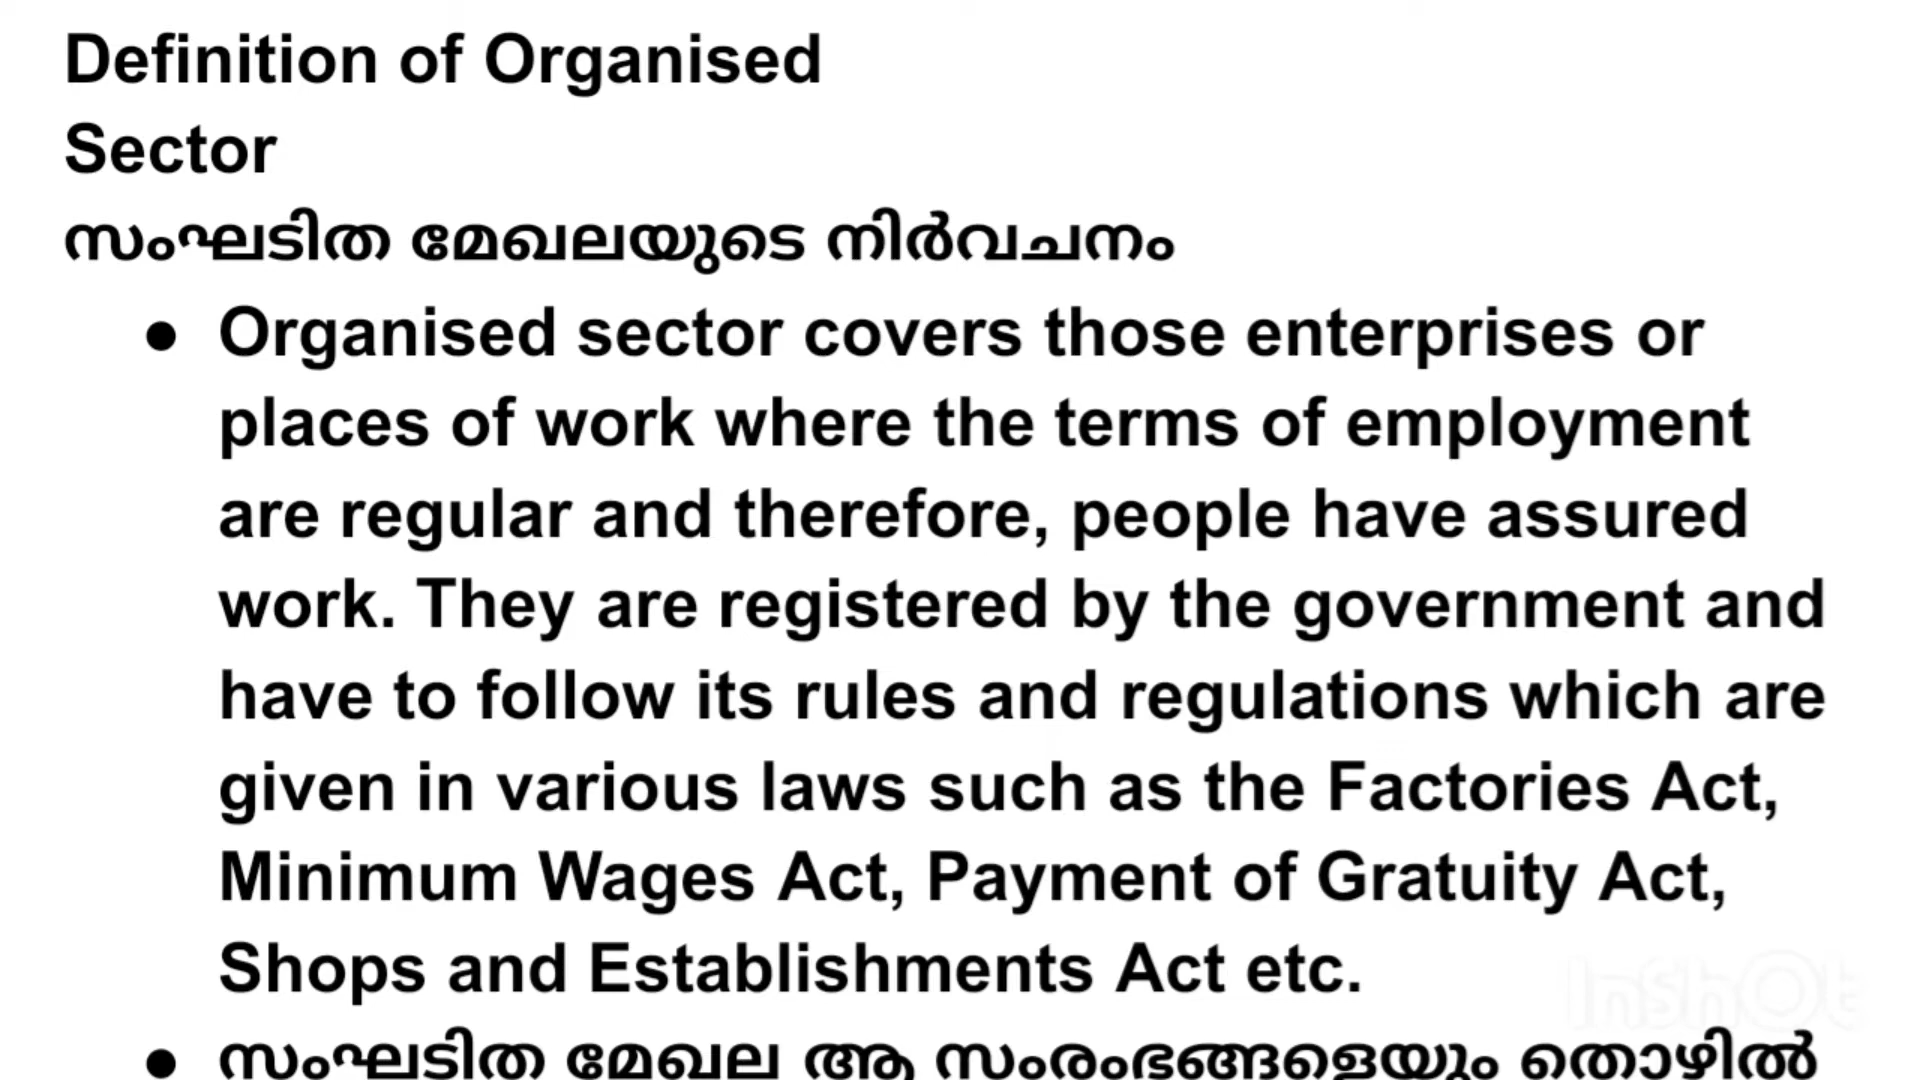 Definition of Organised
Sector
സംഘടിത മേഖലയുടെ നിർവചനം
● Organised sector covers those enterprises or
places of work where the terms of employment
are regular and therefore, people have assured
work. They are registered by the government and
have to follow its rules and regulations which are
given in various laws such as the Factories Act,
Minimum Wages Act, Payment of Gratuity Act,
Shops and Establishments Act etc.
InShOt
● സംഘടിത മേഖല ആ സംരംഭങ്ങളെയും തൊഴിൽ